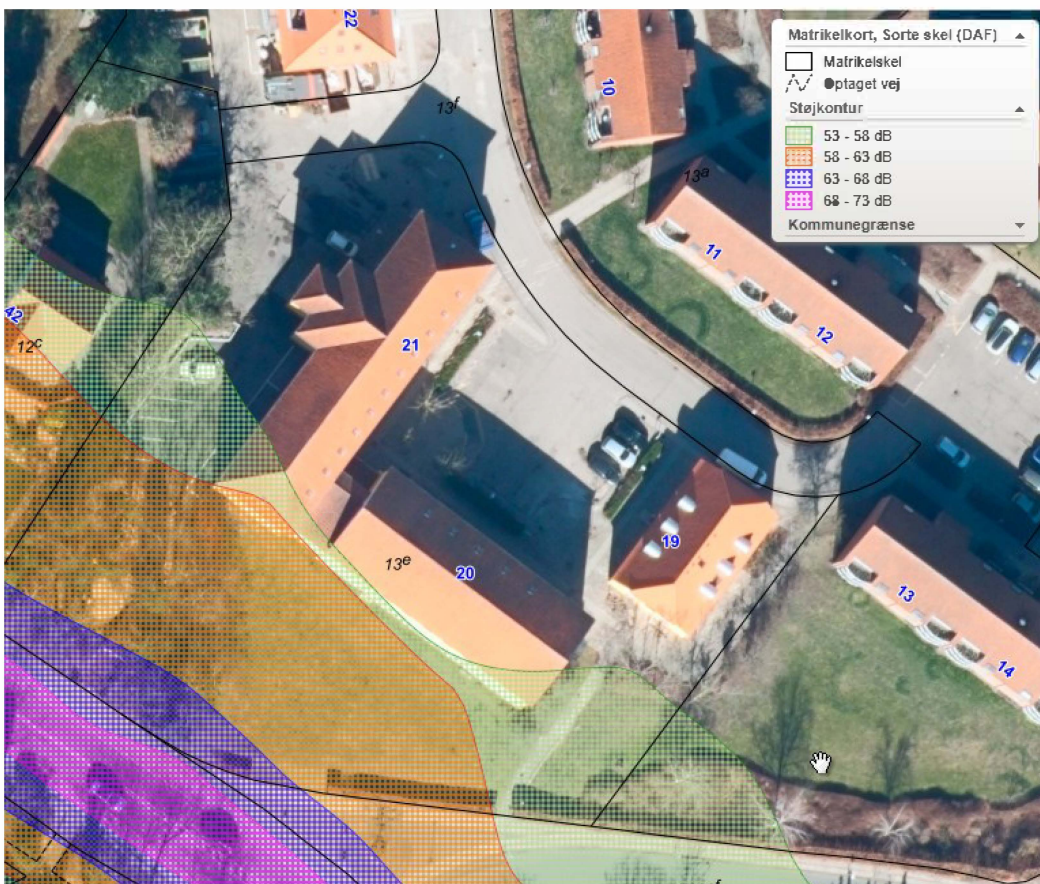 Matrikelkort, Sorte skel (DAF)
Matrikelskel
Optaget vej
Støjkontur
53 - 58 dB
58 - 63 dB
63 - 68 dB
68 - 73 dB
Kommunegrænse
22
10
13f
13a
11
12
42
12c
21
13e
20
19
13
14
f